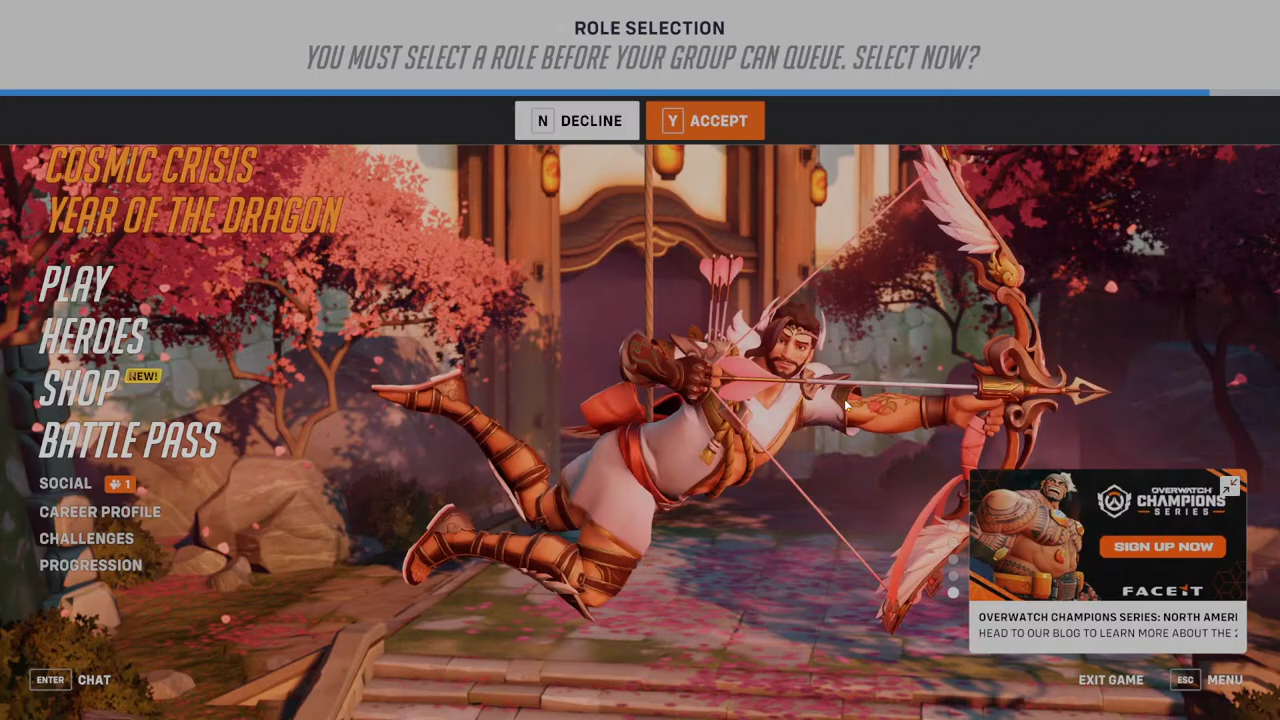 ROLE SELECTION
YOU MUST SELECT A ROLE BEFORE YOUR GROUP CAN QUEUE. SELECT NOW?
N DECLINE
Y ACCEPT
COSMIC CRISIS
YEAR OF THE DRAGON
PLAY
HEROES
SHOP NEW!
BATTLE PASS
SOCIAL 1
CAREER PROFILE
CHALLENGES
PROGRESSION
OVERWATCH
CHAMPIONS
SERIES
SIGN UP NOW
FACEIT
OVERWATCH CHAMPIONS SERIES: NORTH AMERI
HEAD TO OUR BLOG TO LEARN MORE ABOUT THE
ENTER CHAT
EXIT GAME
ESC MENU